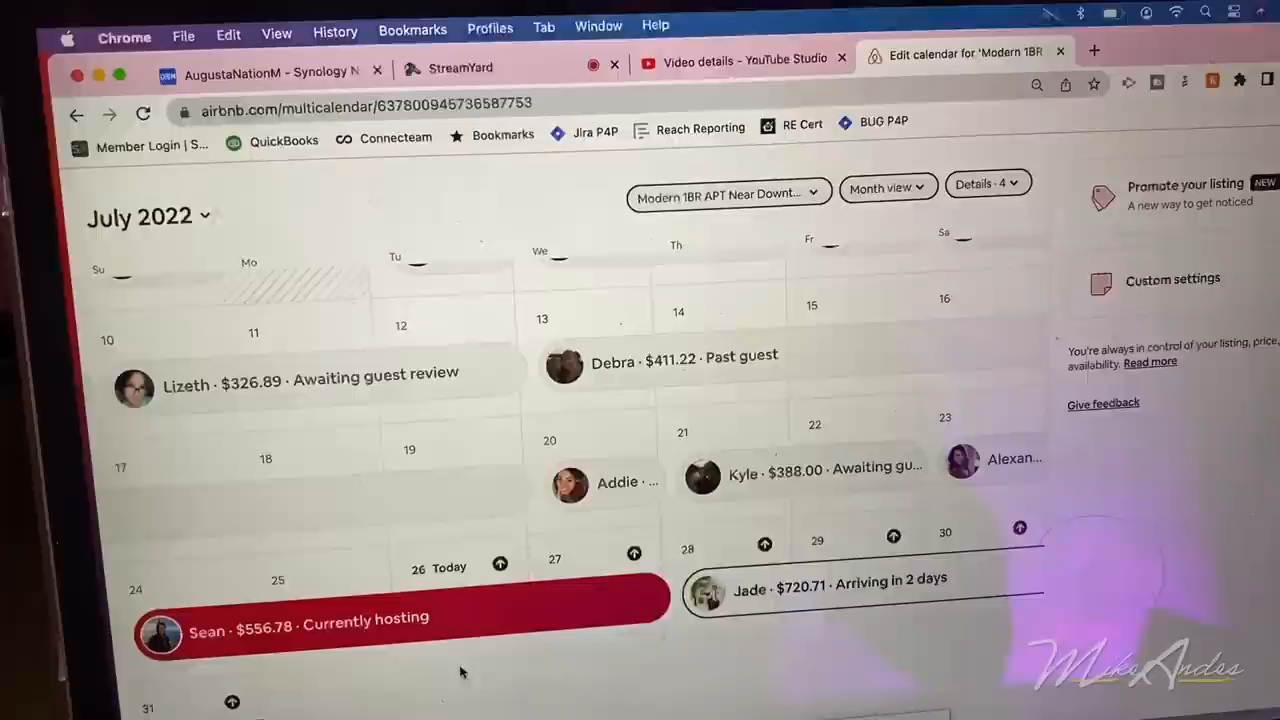 Chrome File Edit View History Bookmarks Profiles Tab Window Help
AugustaNationM - Synology N StreamYard Video details - YouTube Studio Edit calendar for 'Modern 1BR
airbnb.com/multicalendar/637800945736587753
Member Login | S... QuickBooks Connecteam Bookmarks Jira P4P Reach Reporting RE Cert BUG P4P
July 2022 Modern 1BR APT Near Downt... Month view Details · 4
Su Mo Tu We Th Fr Sa
10 11 12 13 14 15 16
Lizeth · $326.89 · Awaiting guest review Debra · $411.22 · Past guest
17 18 19 20 21 22 23
Addie · ... Kyle · $388.00 · Awaiting gu... Alexan...
24 25 26 Today 27 28 29 30
Sean · $556.78 · Currently hosting Jade · $720.71 · Arriving in 2 days
31
Promote your listing NEW
A new way to get noticed
Custom settings
You're always in control of your listing, price,
availability. Read more
Give feedback
Mike Andes